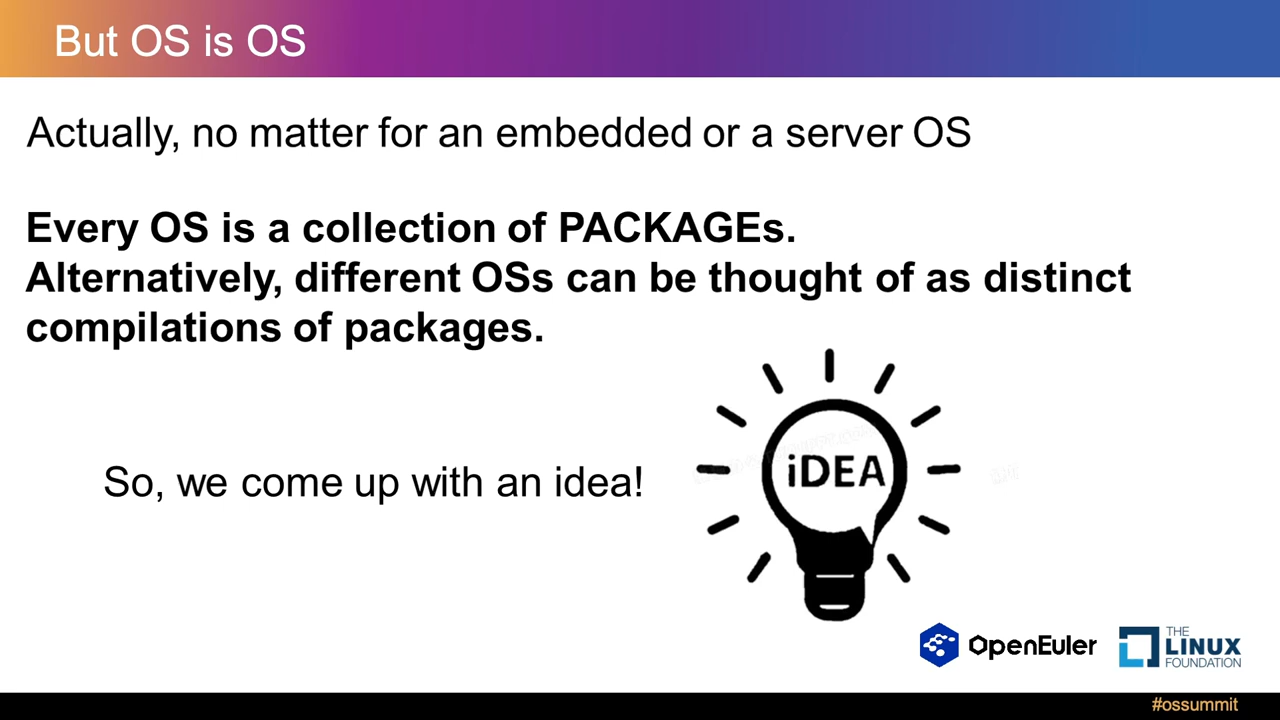 But OS is OS
Actually, no matter for an embedded or a server OS
Every OS is a collection of PACKAGEs.
Alternatively, different OSs can be thought of as distinct
compilations of packages.
So, we come up with an idea!
iDEA
OpenEuler
THE
LINUX
FOUNDATION
#ossummit